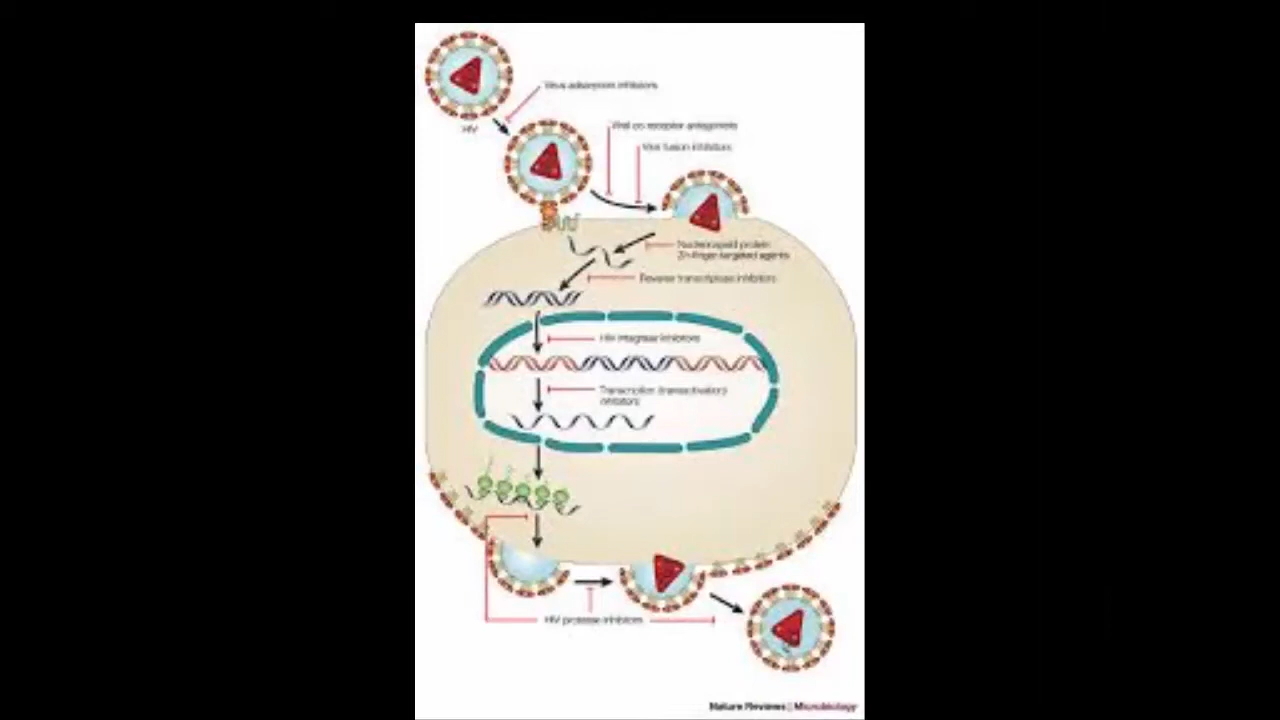 Virus adsorption inhibitors
HIV
Viral co-receptor antagonists
Viral fusion inhibitors
Nucleocapsid protein
Zn-finger-targeted agents
Reverse transcriptase inhibitors
HIV integrase inhibitors
Transcription (transactivation)
inhibitors
HIV protease inhibitors
Nature Reviews | Microbiology